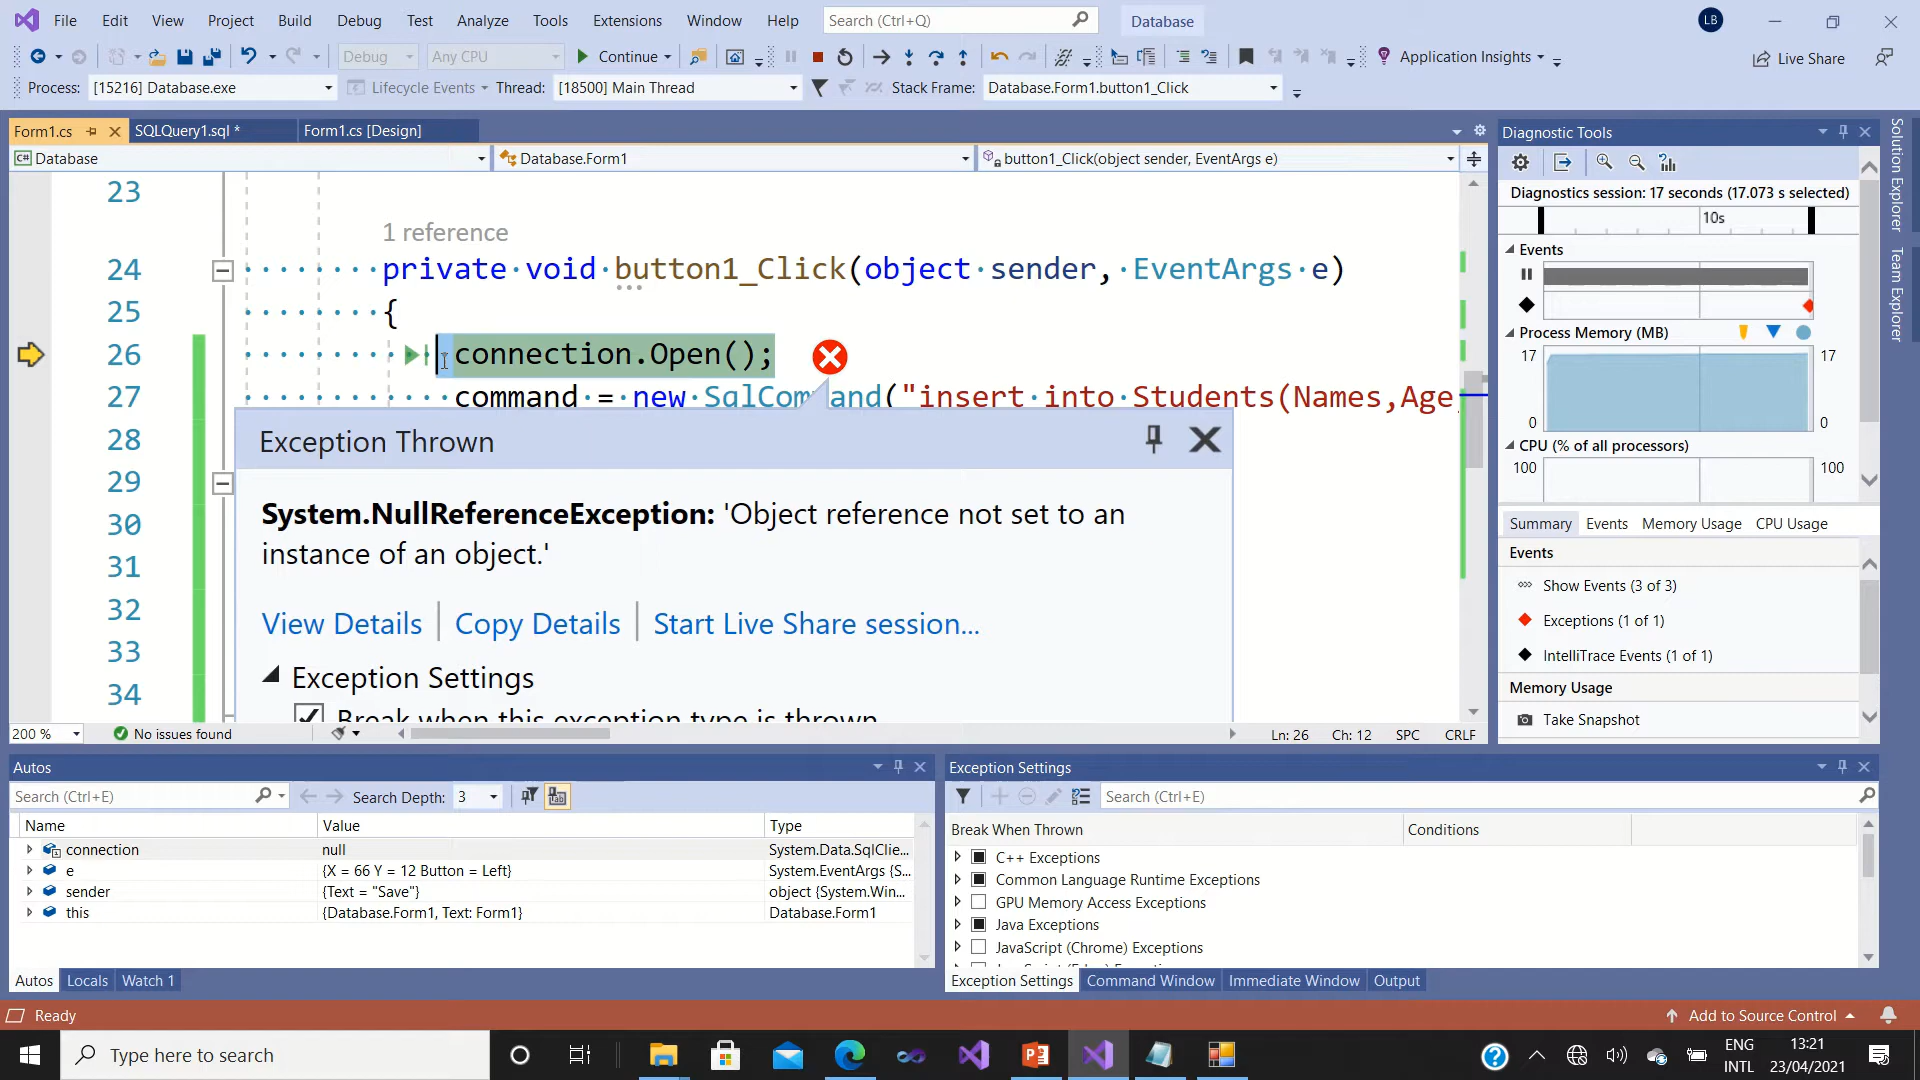 File Edit View Project Build Debug Test Analyze Tools Extensions Window Help Search (Ctrl+Q) Database LB
Debug Any CPU Continue Application Insights Live Share
Process: [15216] Database.exe Lifecycle Events Thread: [18500] Main Thread Stack Frame: Database.Form1.button1_Click
Form1.cs SQLQuery1.sql * Form1.cs [Design]
C# Database Database.Form1 button1_Click(object sender, EventArgs e)
23
1 reference
24 private void button1_Click(object sender, EventArgs e)
25 {
26 connection.Open();
27 command = new SqlCommand("insert into Students(Names,Age
28
29
30
31
32
33
34
Exception Thrown
System.NullReferenceException: 'Object reference not set to an
instance of an object.'
View Details Copy Details Start Live Share session...
Exception Settings
Break when this exception type is thrown
200 % No issues found Ln: 26 Ch: 12 SPC CRLF
Diagnostic Tools
Diagnostics session: 17 seconds (17.073 s selected)
10s
Events
Process Memory (MB)
17 17
0 0
CPU (% of all processors)
100 100
Summary Events Memory Usage CPU Usage
Events
Show Events (3 of 3)
Exceptions (1 of 1)
IntelliTrace Events (1 of 1)
Memory Usage
Take Snapshot
Solution Explorer
Team Explorer
Autos
Search (Ctrl+E) Search Depth: 3
Name Value Type
connection null System.Data.SqlClie...
e {X = 66 Y = 12 Button = Left} System.EventArgs {S...
sender {Text = "Save"} object {System.Win...
this {Database.Form1, Text: Form1} Database.Form1
Autos Locals Watch 1
Exception Settings
Search (Ctrl+E)
Break When Thrown Conditions
C++ Exceptions
Common Language Runtime Exceptions
GPU Memory Access Exceptions
Java Exceptions
JavaScript (Chrome) Exceptions
Exception Settings Command Window Immediate Window Output
Ready Add to Source Control
Type here to search
ENG
INTL
13:21
23/04/2021